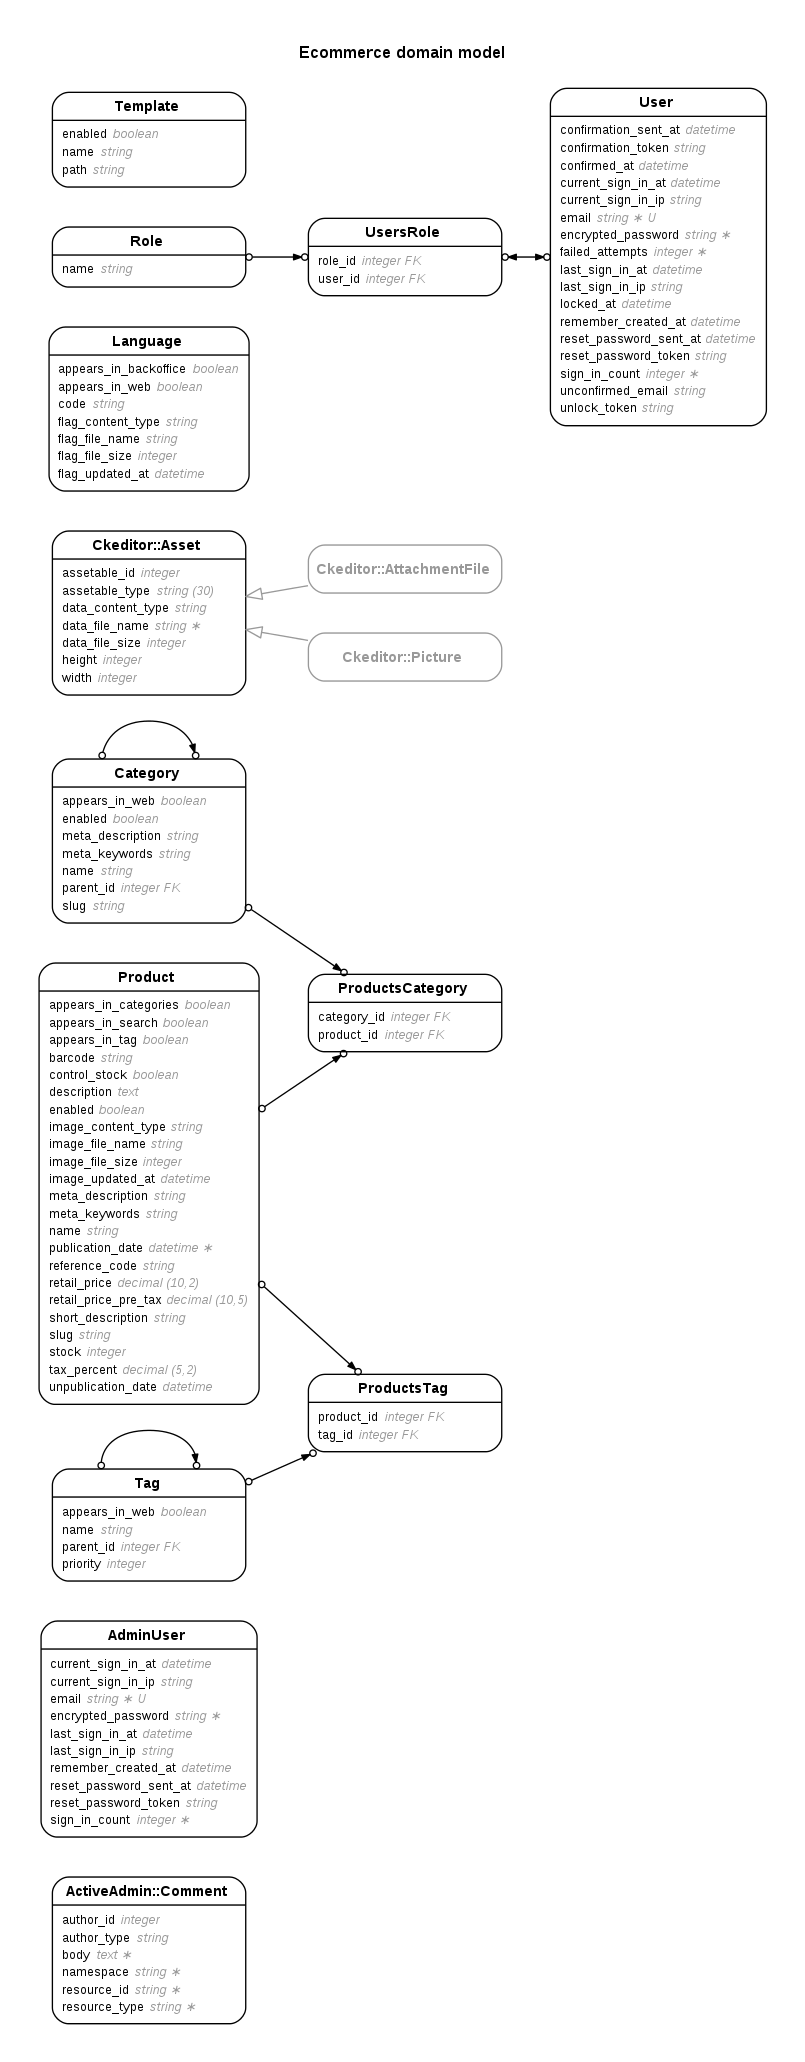 Ecommerce domain model
Template
enabled boolean
name string
path string
User
confirmation_sent_at datetime
confirmation_token string
confirmed_at datetime
current_sign_in_at datetime
current_sign_in_ip string
email string ∗ U
encrypted_password string ∗
failed_attempts integer ∗
last_sign_in_at datetime
last_sign_in_ip string
locked_at datetime
remember_created_at datetime
reset_password_sent_at datetime
reset_password_token string
sign_in_count integer ∗
unconfirmed_email string
unlock_token string
Role
name string
UsersRole
role_id integer FK
user_id integer FK
Language
appears_in_backoffice boolean
appears_in_web boolean
code string
flag_content_type string
flag_file_name string
flag_file_size integer
flag_updated_at datetime
Ckeditor::Asset
assetable_id integer
assetable_type string (30)
data_content_type string
data_file_name string ∗
data_file_size integer
height integer
width integer
Ckeditor::AttachmentFile
Ckeditor::Picture
Category
appears_in_web boolean
enabled boolean
meta_description string
meta_keywords string
name string
parent_id integer FK
slug string
Product
appears_in_categories boolean
appears_in_search boolean
appears_in_tag boolean
barcode string
control_stock boolean
description text
enabled boolean
image_content_type string
image_file_name string
image_file_size integer
image_updated_at datetime
meta_description string
meta_keywords string
name string
publication_date datetime ∗
reference_code string
retail_price decimal (10,2)
retail_price_pre_tax decimal (10,5)
short_description string
slug string
stock integer
tax_percent decimal (5,2)
unpublication_date datetime
ProductsCategory
category_id integer FK
product_id integer FK
ProductsTag
product_id integer FK
tag_id integer FK
Tag
appears_in_web boolean
name string
parent_id integer FK
priority integer
AdminUser
current_sign_in_at datetime
current_sign_in_ip string
email string ∗ U
encrypted_password string ∗
last_sign_in_at datetime
last_sign_in_ip string
remember_created_at datetime
reset_password_sent_at datetime
reset_password_token string
sign_in_count integer ∗
ActiveAdmin::Comment
author_id integer
author_type string
body text ∗
namespace string ∗
resource_id string ∗
resource_type string ∗